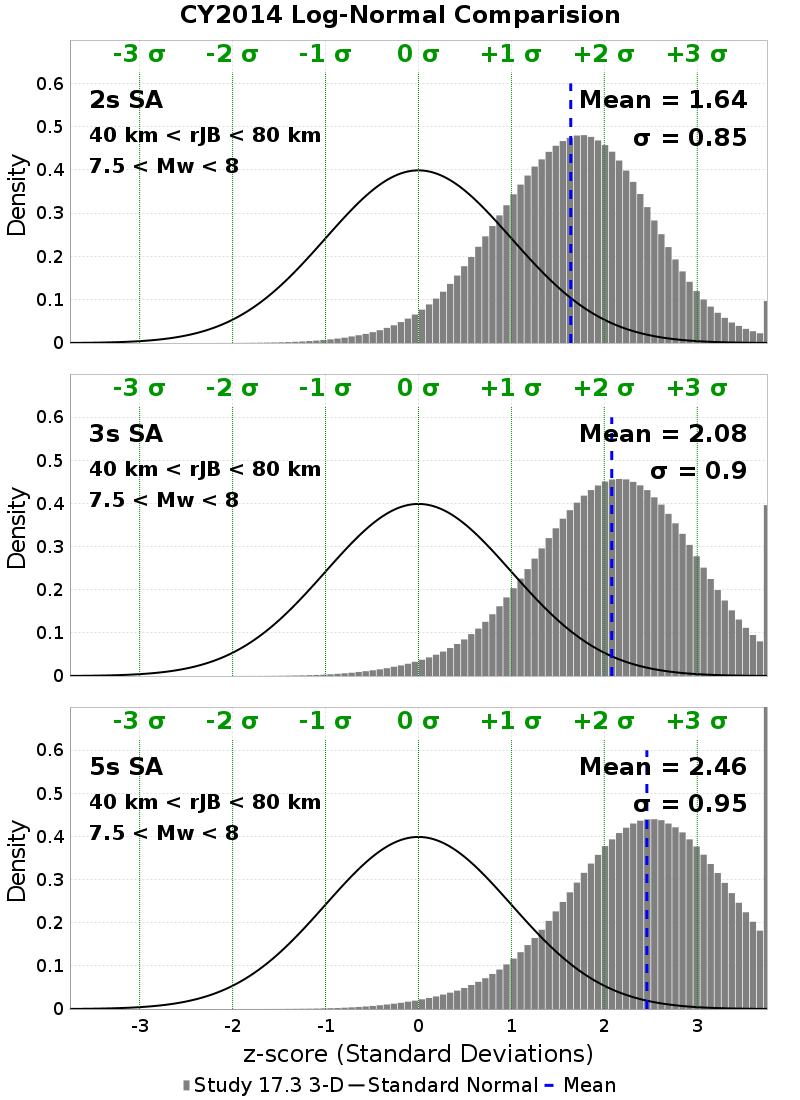 CY2014 Log-Normal Comparision
-3 σ -2 σ -1 σ 0 σ +1 σ +2 σ +3 σ
2s SA
Mean = 1.64
40 km < rJB < 80 km
σ = 0.85
7.5 < Mw < 8
Density
0.6
0.5
0.4
0.3
0.2
0.1
0
-3 σ -2 σ -1 σ 0 σ +1 σ +2 σ +3 σ
3s SA
Mean = 2.08
40 km < rJB < 80 km
σ = 0.9
7.5 < Mw < 8
Density
0.6
0.5
0.4
0.3
0.2
0.1
0
-3 σ -2 σ -1 σ 0 σ +1 σ +2 σ +3 σ
5s SA
Mean = 2.46
40 km < rJB < 80 km
σ = 0.95
7.5 < Mw < 8
Density
0.6
0.5
0.4
0.3
0.2
0.1
0
-3 -2 -1 0 1 2 3
z-score (Standard Deviations)
Study 17.3 3-D Standard Normal Mean